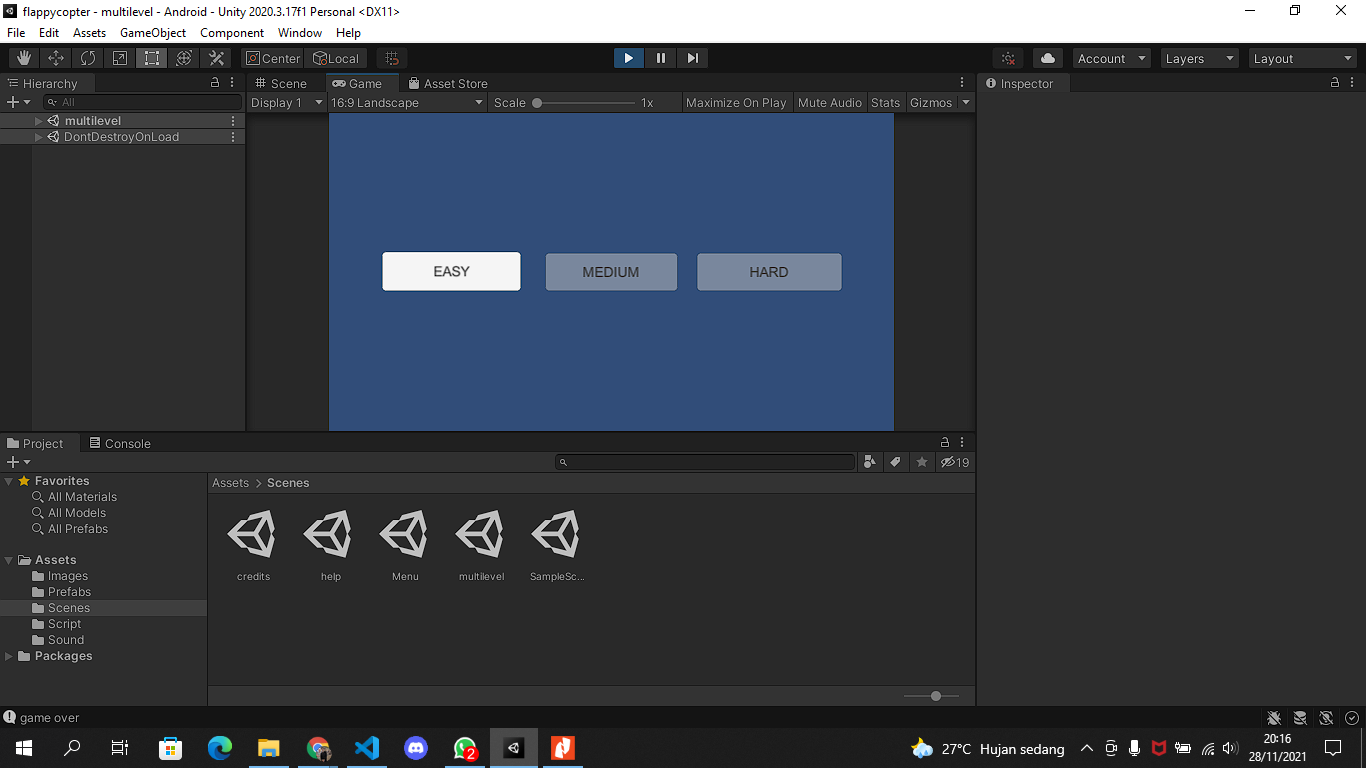 flappycopter - multilevel - Android - Unity 2020.3.17f1 Personal <DX11>
File Edit Assets GameObject Component Window Help
Center Local Account Layers Layout
Hierarchy Scene Game Asset Store Inspector
All Display 1 16:9 Landscape Scale 1x Maximize On Play Mute Audio Stats Gizmos
multilevel
DontDestroyOnLoad
EASY MEDIUM HARD
Project Console
19
Favorites
All Materials
All Models
All Prefabs
Assets
Images
Prefabs
Scenes
Script
Sound
Packages
Assets > Scenes
credits help Menu multilevel SampleSc...
game over
2
27°C Hujan sedang
20:16
28/11/2021